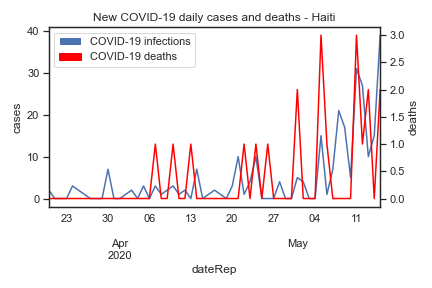 New COVID-19 daily cases and deaths - Haiti
COVID-19 infections
COVID-19 deaths
40
30
20
10
0
cases
3.0
2.5
2.0
1.5
1.0
0.5
0.0
deaths
23 30 06 13 20 27 04 11
Apr May
2020
dateRep